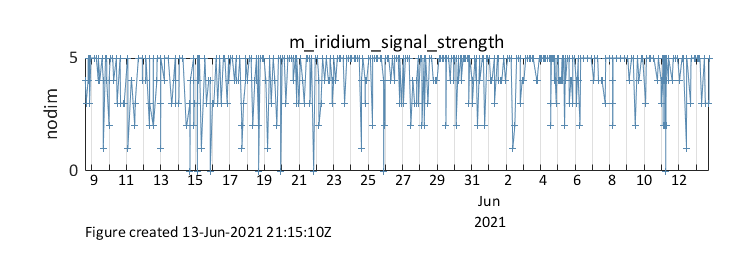 m_iridium_signal_strength
5
nodim
0
9 11 13 15 17 19 21 23 25 27 29 31 2 4 6 8 10 12
Jun
2021
Figure created 13-Jun-2021 21:15:10Z